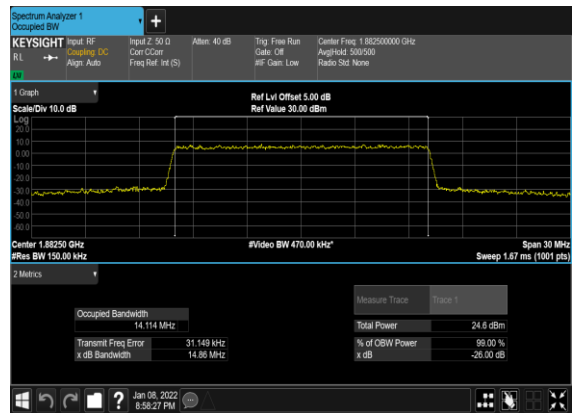 Spectrum Analyzer 1
Occupied BW
+
KEYSIGHT Input: RF Input Z: 50 Ω Atten: 40 dB Trig: Free Run Center Freq: 1.882500000 GHz
R L Coupling: DC Corr CCorr Gate: Off Avg|Hold: 500/500
Align: Auto Freq Ref: Int (S) #IF Gain: Low Radio Std: None
LW
1 Graph Ref Lvl Offset 5.00 dB
Scale/Div 10.0 dB Ref Value 30.00 dBm
Log
20.0
10.0
0.00
-10.0
-20.0
-30.0
-40.0
-50.0
-60.0
Center 1.88250 GHz #Video BW 470.00 kHz* Span 30 MHz
#Res BW 150.00 kHz Sweep 1.67 ms (1001 pts)
2 Metrics
Measure Trace Trace 1
Occupied Bandwidth
14.114 MHz Total Power 24.6 dBm
Transmit Freq Error 31.149 kHz % of OBW Power 99.00 %
x dB Bandwidth 14.86 MHz x dB -26.00 dB
? Jan 08, 2022
8:58:27 PM